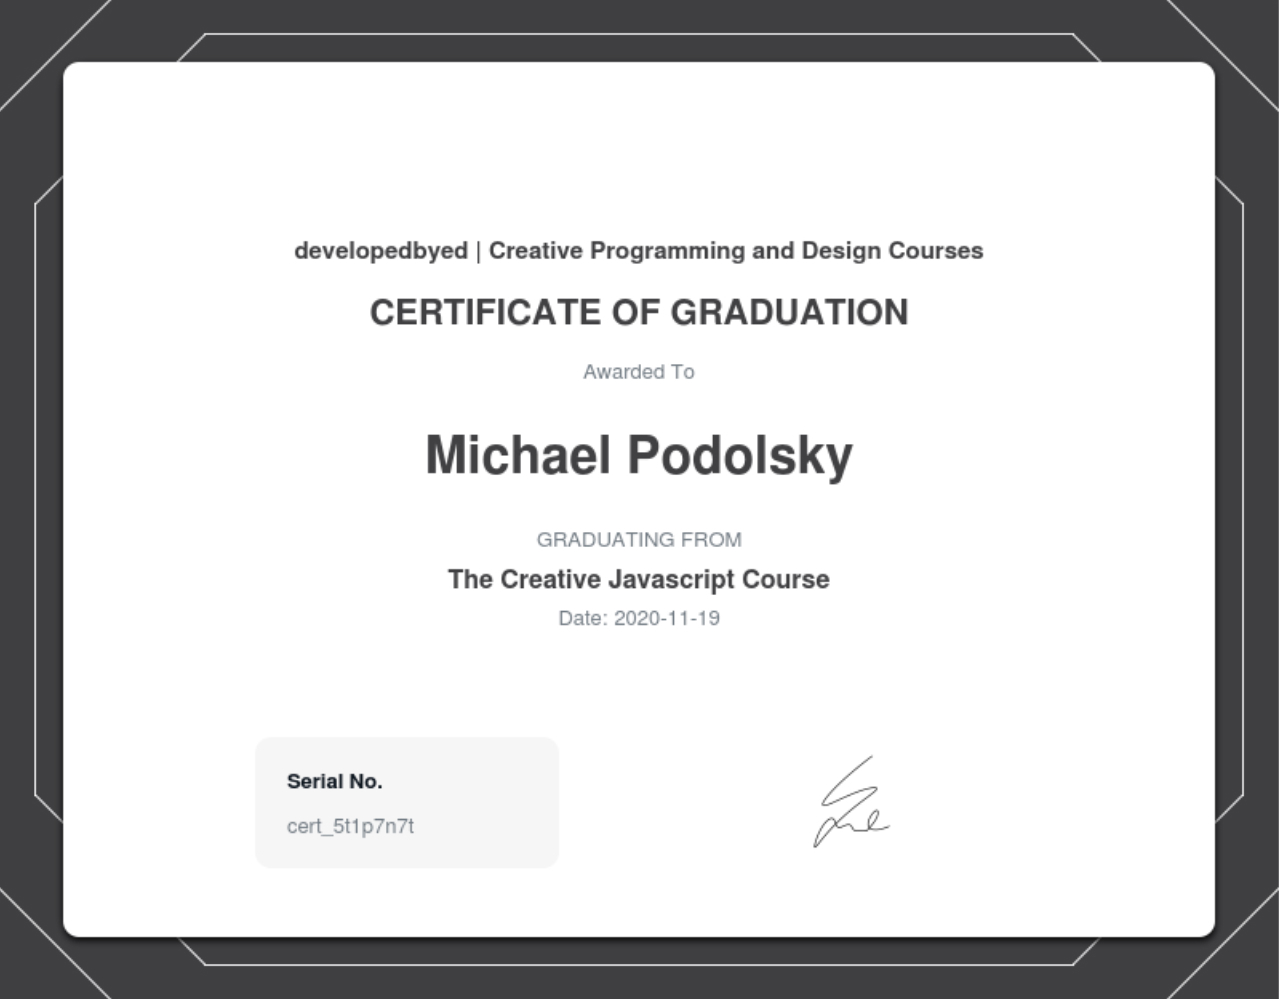 developedbyed | Creative Programming and Design Courses
CERTIFICATE OF GRADUATION
Awarded To
Michael Podolsky
GRADUATING FROM
The Creative Javascript Course
Date: 2020-11-19
Serial No.
cert_5t1p7n7t